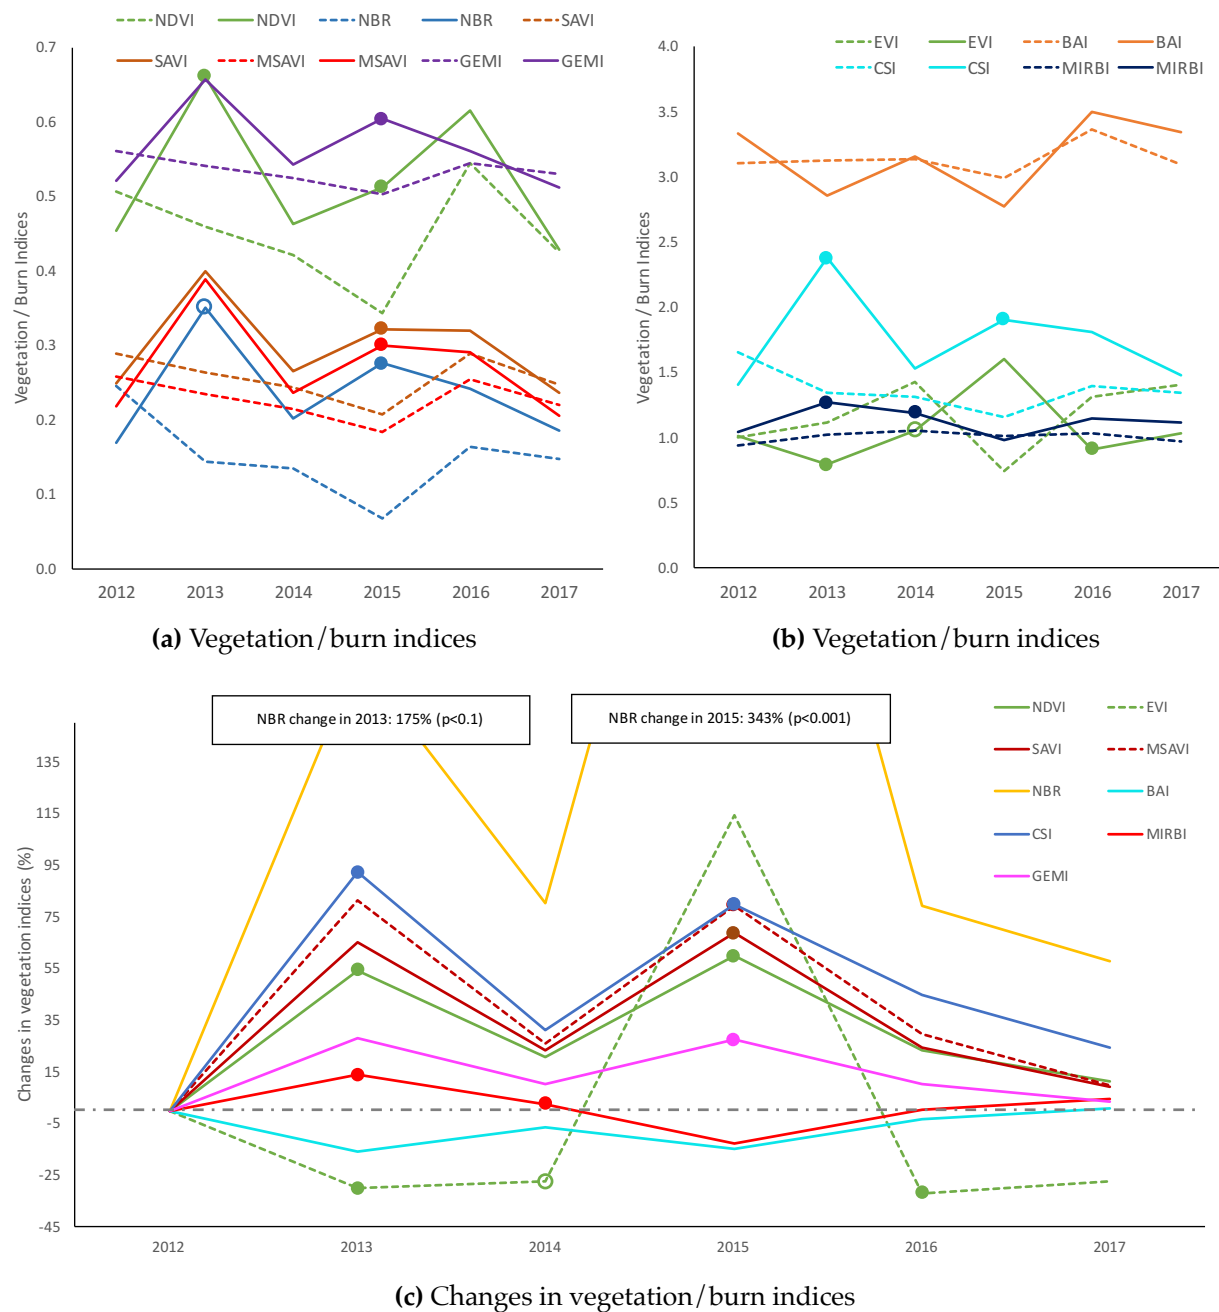 NDVI NDVI NBR NBR SAVI
SAVI MSAVI MSAVI GEMI GEMI
0.7
0.6
0.5
0.4
0.3
0.2
0.1
0.0
Vegetation / Burn Indices
2012 2013 2014 2015 2016 2017
(a) Vegetation/burn indices
EVI EVI BAI BAI
CSI CSI MIRBI MIRBI
4.0
3.5
3.0
2.5
2.0
1.5
1.0
0.5
0.0
Vegetation / Burn Indices
2012 2013 2014 2015 2016 2017
(b) Vegetation/burn indices
NBR change in 2013: 175% (p<0.1)
NBR change in 2015: 343% (p<0.001)
NDVI EVI
SAVI MSAVI
NBR BAI
CSI MIRBI
GEMI
135
115
95
75
55
35
15
-5
-25
-45
Changes in vegetation indices (%)
2012 2013 2014 2015 2016 2017
(c) Changes in vegetation/burn indices